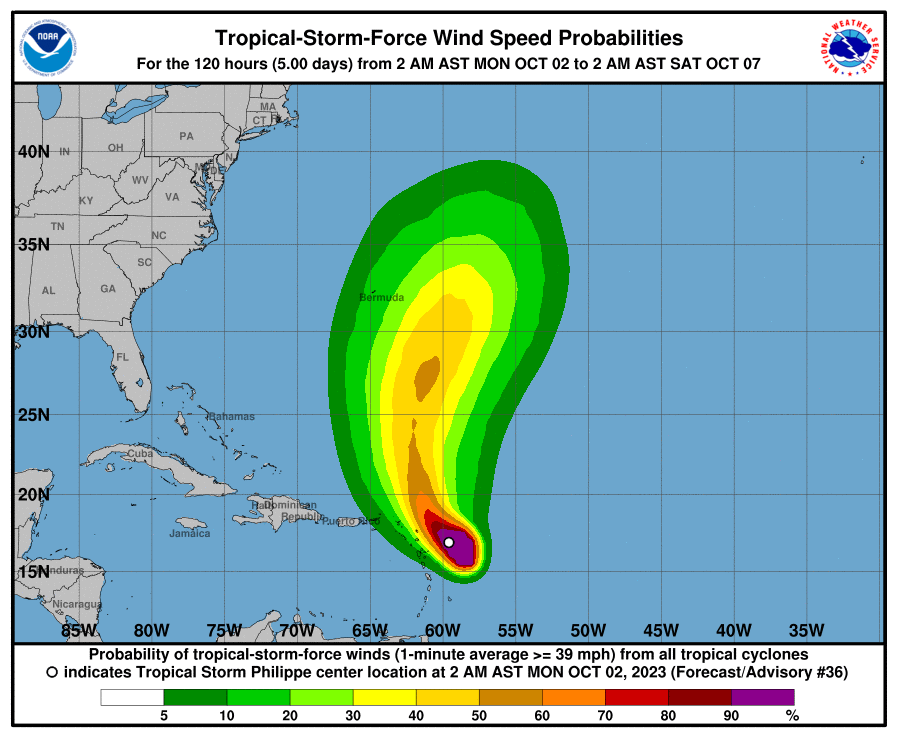 Tropical-Storm-Force Wind Speed Probabilities
For the 120 hours (5.00 days) from 2 AM AST MON OCT 02 to 2 AM AST SAT OCT 07
NOAA
NATIONAL WEATHER SERVICE
MA
CT
PA
40N
IN
OH
DE
WV
KY
VA
TN
NC
35N
SC
AL
GA
Bermuda
30N
FL
25N
Bahamas
Cuba
20N
Dominican
Republic
Puerto Rico
Jamaica
15N
Honduras
Nicaragua
85W 80W 75W 70W 65W 60W 55W 50W 45W 40W 35W
Probability of tropical-storm-force winds (1-minute average >= 39 mph) from all tropical cyclones
indicates Tropical Storm Philippe center location at 2 AM AST MON OCT 02, 2023 (Forecast/Advisory #36)
5 10 20 30 40 50 60 70 80 90 %